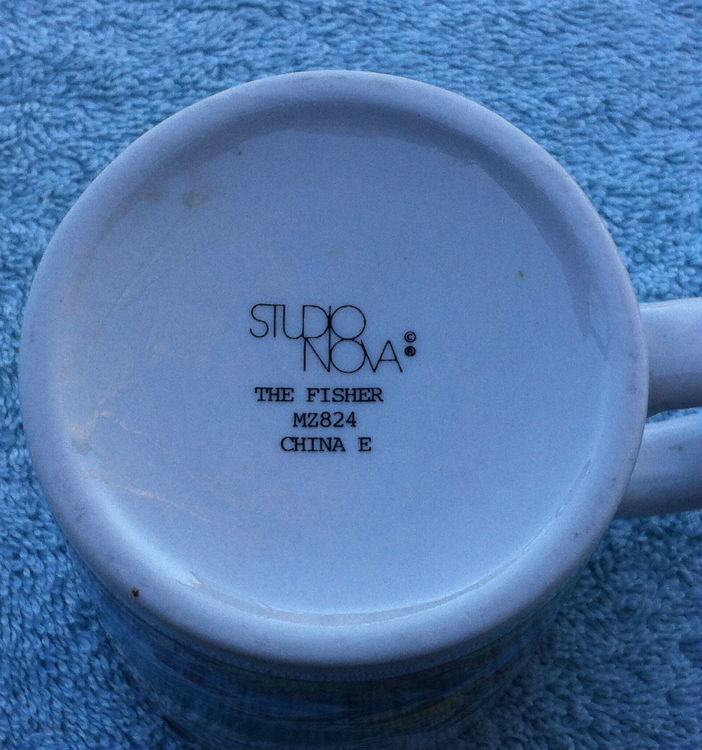 STUDIO
NOVA © ®
THE FISHER
MZ824
CHINA E